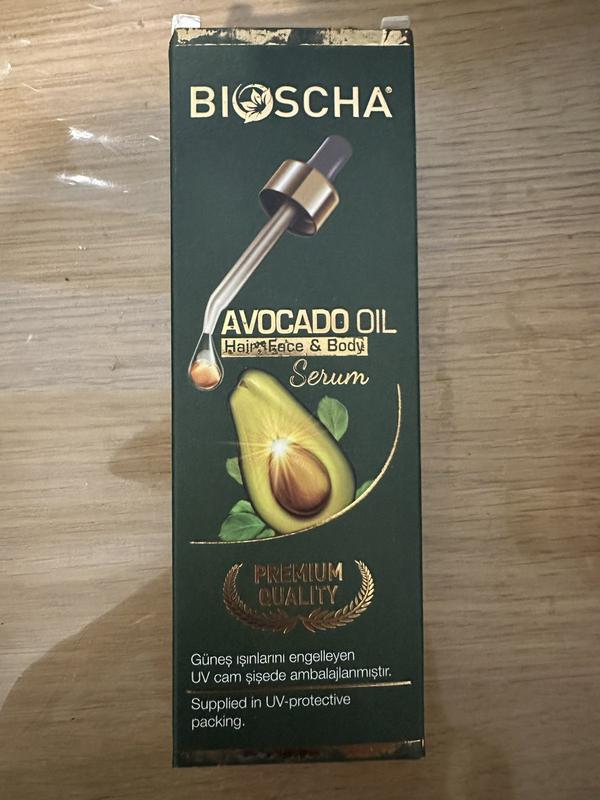 BIOSCHA®
AVOCADO OIL
Hair, Face & Body
Serum
PREMIUM
QUALITY
Güneş ışınlarını engelleyen
UV cam şişede ambalajlanmıştır.
Supplied in UV-protective
packing.